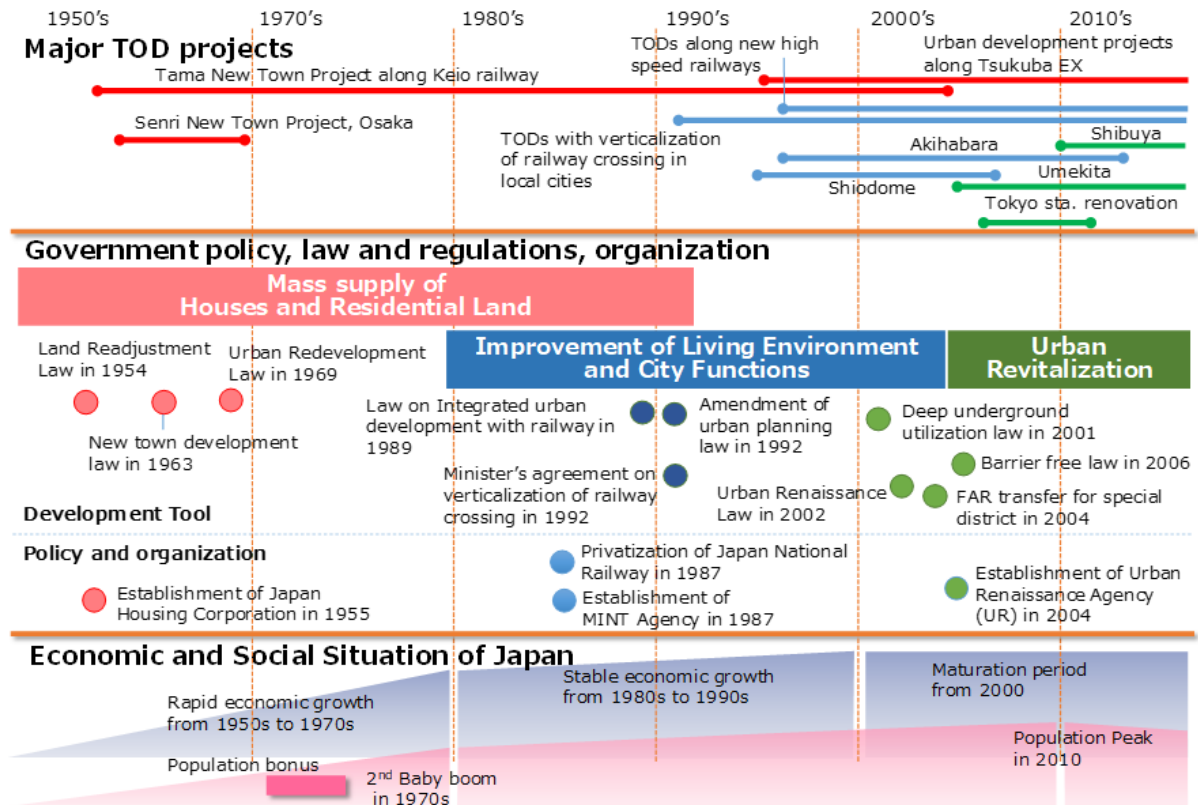 1950’s
1970’s
1980’s
1990’s
2000’s
2010’s
Major TOD projects
Tama New Town Project along Keio railway
TODs along new high
speed railways
Urban development projects
along Tsukuba EX
Senri New Town Project, Osaka
TODs with verticalization
of railway crossing in
local cities
Shibuya
Akihabara
Shiodome
Umekita
Tokyo sta. renovation
Government policy, law and regulations, organization
Mass supply of
Houses and Residential Land
Improvement of Living Environment
and City Functions
Urban
Revitalization
Land Readjustment
Law in 1954
Urban Redevelopment
Law in 1969
New town development
law in 1963
Law on Integrated urban
development with railway in
1989
Amendment of
urban planning
law in 1992
Deep underground
utilization law in 2001
Minister’s agreement on
verticalization of railway
crossing in 1992
Barrier free law in 2006
Urban Renaissance
Law in 2002
FAR transfer for special
district in 2004
Development Tool
Policy and organization
Establishment of Japan
Housing Corporation in 1955
Privatization of Japan National
Railway in 1987
Establishment of
MINT Agency in 1987
Establishment of Urban
Renaissance Agency
(UR) in 2004
Economic and Social Situation of Japan
Rapid economic growth
from 1950s to 1970s
Stable economic growth
from 1980s to 1990s
Maturation period
from 2000
Population bonus
2nd Baby boom
in 1970s
Population Peak
in 2010